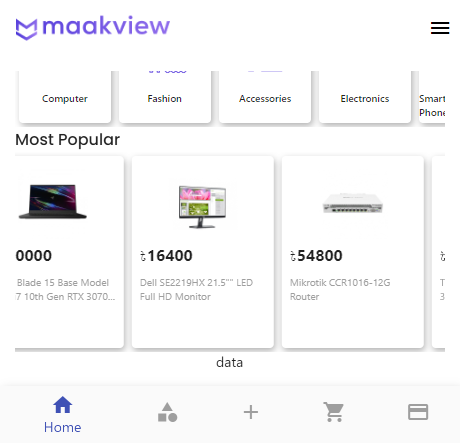 maakview
Computer
Fashion
Accessories
Electronics
Smart
Phone
Most Popular
0000
৳16400
৳54800
Blade 15 Base Model
7 10th Gen RTX 3070...
Dell SE2219HX 21.5"" LED
Full HD Monitor
Mikrotik CCR1016-12G
Router
data
Home